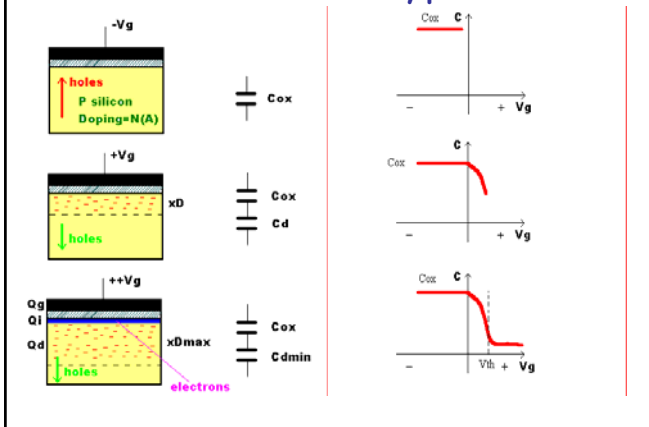 -Vg
holes
P silicon
Doping=N(A)
Cox
Cox C
- + Vg
+Vg
xD
holes
Cox
Cd
C
Cox
- + Vg
++Vg
Qg
Qi
Qd
xDmax
holes
electrons
Cox
Cdmin
Cox C
- Vth + Vg